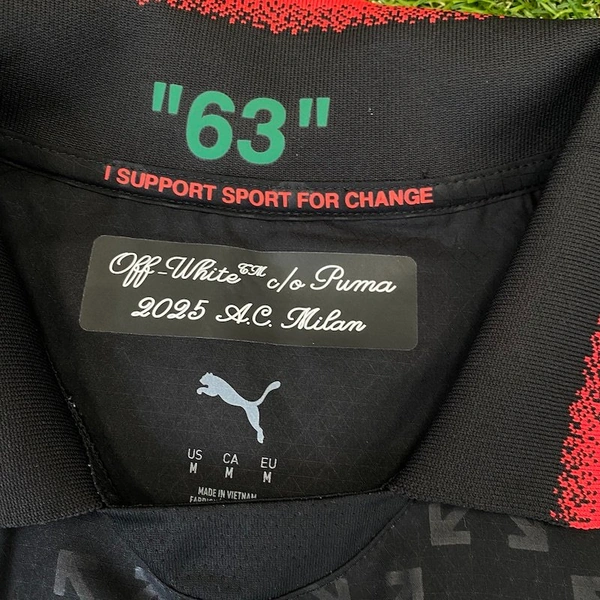 "63"
I SUPPORT SPORT FOR CHANGE
Off-White™ c/o Puma
2025 A.C. Milan
US CA EU
M M M
MADE IN VIETNAM